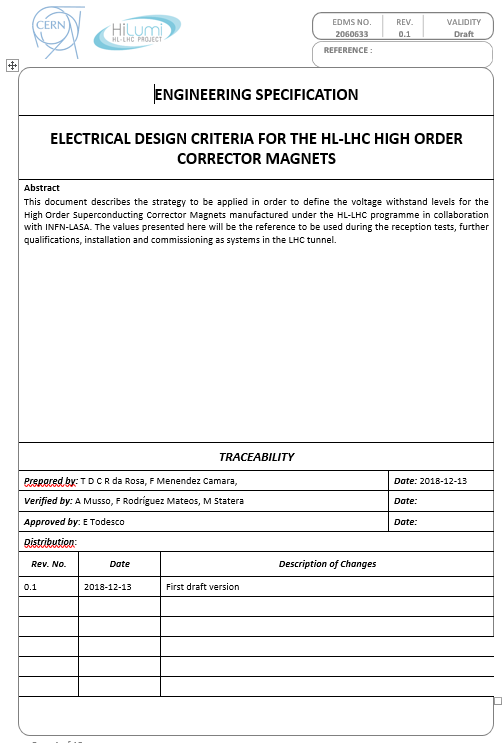 CERN
HiLumi
HL-LHC PROJECT
EDMS NO. REV. VALIDITY
2060633 0.1 Draft
REFERENCE :
ENGINEERING SPECIFICATION
ELECTRICAL DESIGN CRITERIA FOR THE HL-LHC HIGH ORDER
CORRECTOR MAGNETS
Abstract
This document describes the strategy to be applied in order to define the voltage withstand levels for the
High Order Superconducting Corrector Magnets manufactured under the HL-LHC programme in collaboration
with INFN-LASA. The values presented here will be the reference to be used during the reception tests, further
qualifications, installation and commissioning as systems in the LHC tunnel.
TRACEABILITY
Prepared by: T D C R da Rosa, F Menendez Camara, Date: 2018-12-13
Verified by: A Musso, F Rodríguez Mateos, M Statera Date:
Approved by: E Todesco Date:
Distribution:
Rev. No. Date Description of Changes
0.1 2018-12-13 First draft version